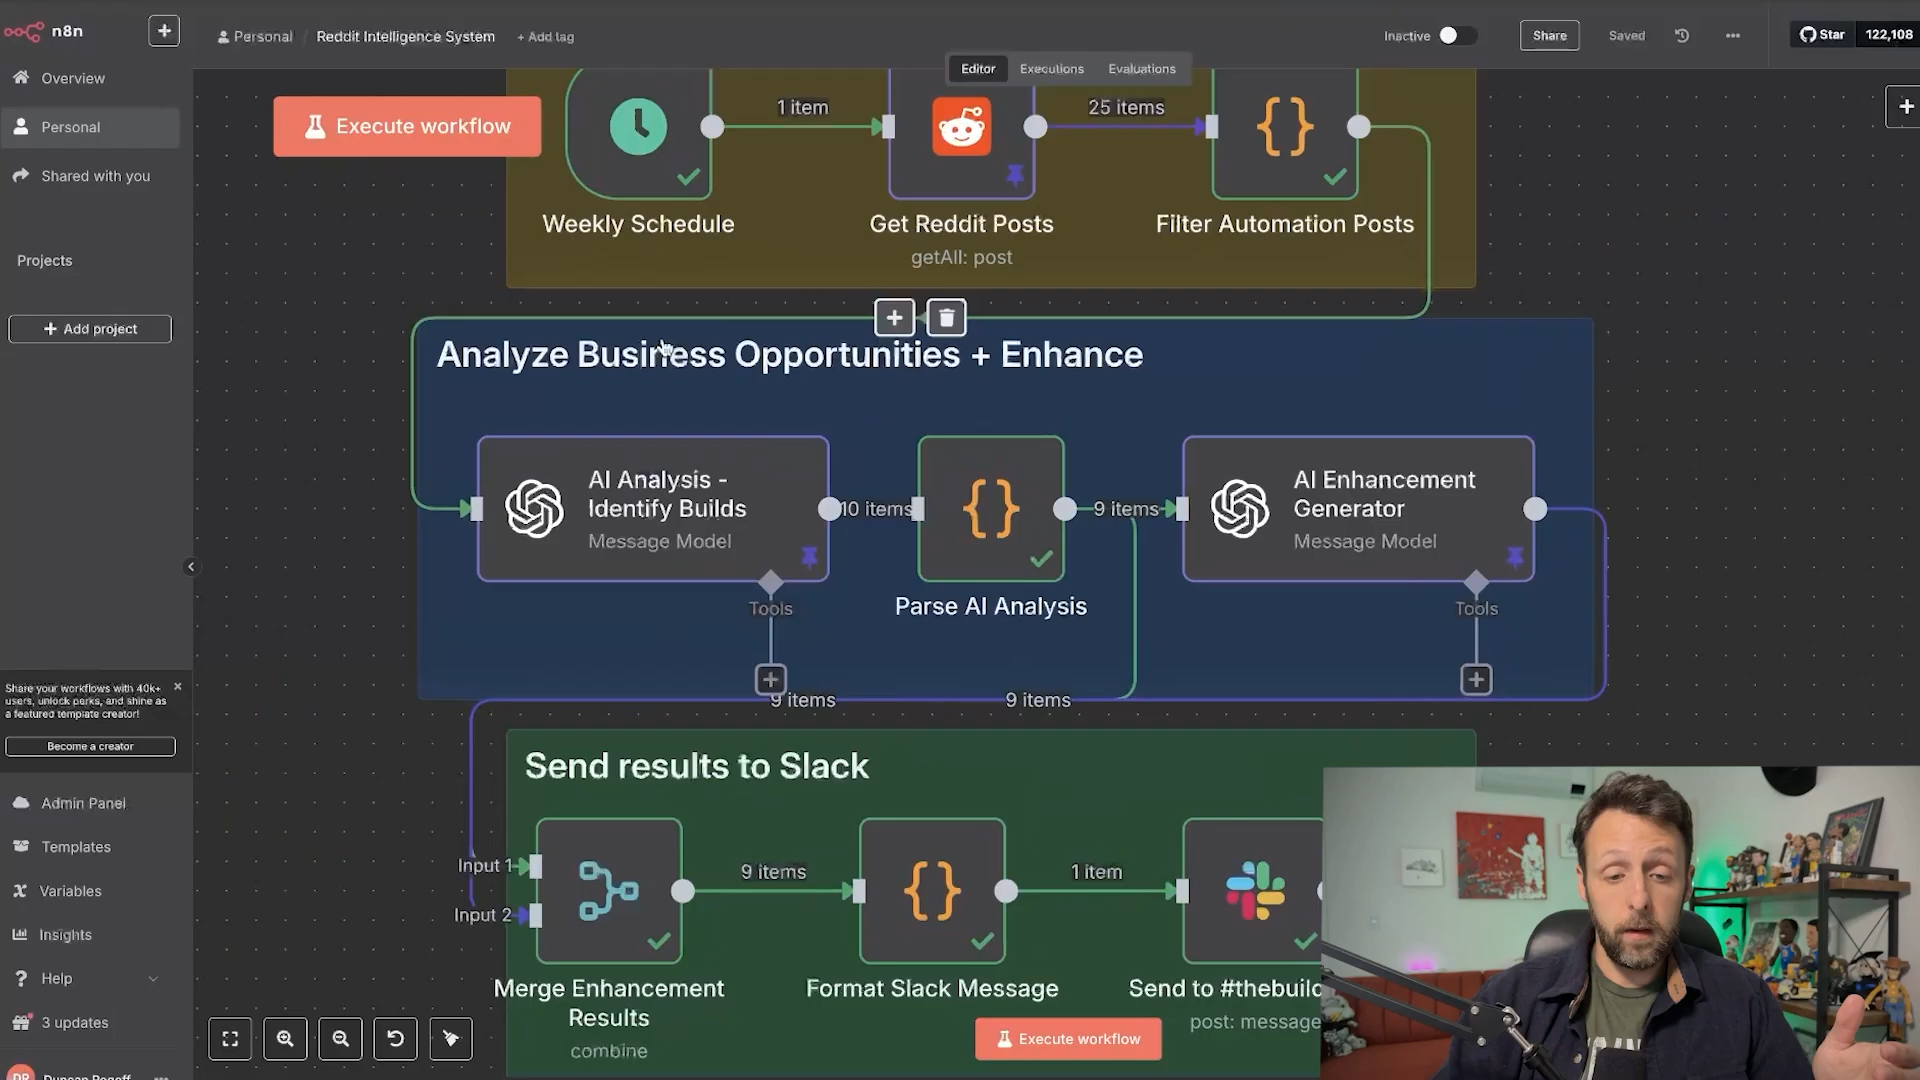 n8n
Personal / Reddit Intelligence System + Add tag
Inactive
Share
Saved
Star 122,108
Editor Executions Evaluations
Overview
Personal
Shared with you
Projects
Add project
Share your workflows with 40k+
users, unlock perks, and shine as
a featured template creator!
Become a creator
Admin Panel
Templates
Variables
Insights
Help
3 updates
Duncan Rogoff
Execute workflow
1 item
25 items
Weekly Schedule
Get Reddit Posts
getAll: post
Filter Automation Posts
Analyze Business Opportunities + Enhance
AI Analysis -
Identify Builds
Message Model
Tools
10 items
Parse AI Analysis
9 items
AI Enhancement
Generator
Message Model
Tools
9 items
9 items
Send results to Slack
Input 1
Input 2
9 items
1 item
Merge Enhancement
Results
combine
Format Slack Message
Send to #thebuild
post: message
Execute workflow